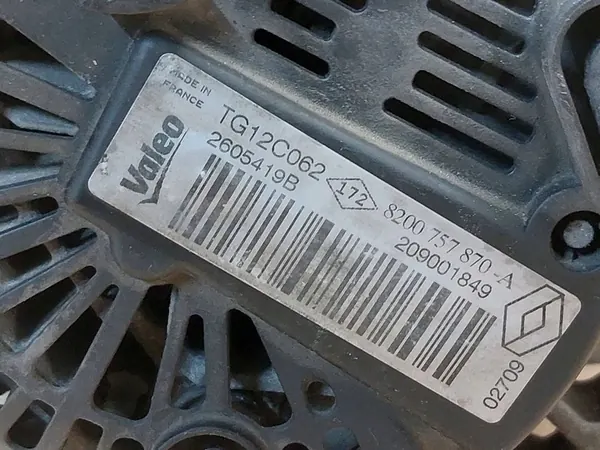 MADE IN
FRANCE
Valeo
TG12C062
2605419B
172
8200 757 870-A
209001849
02709